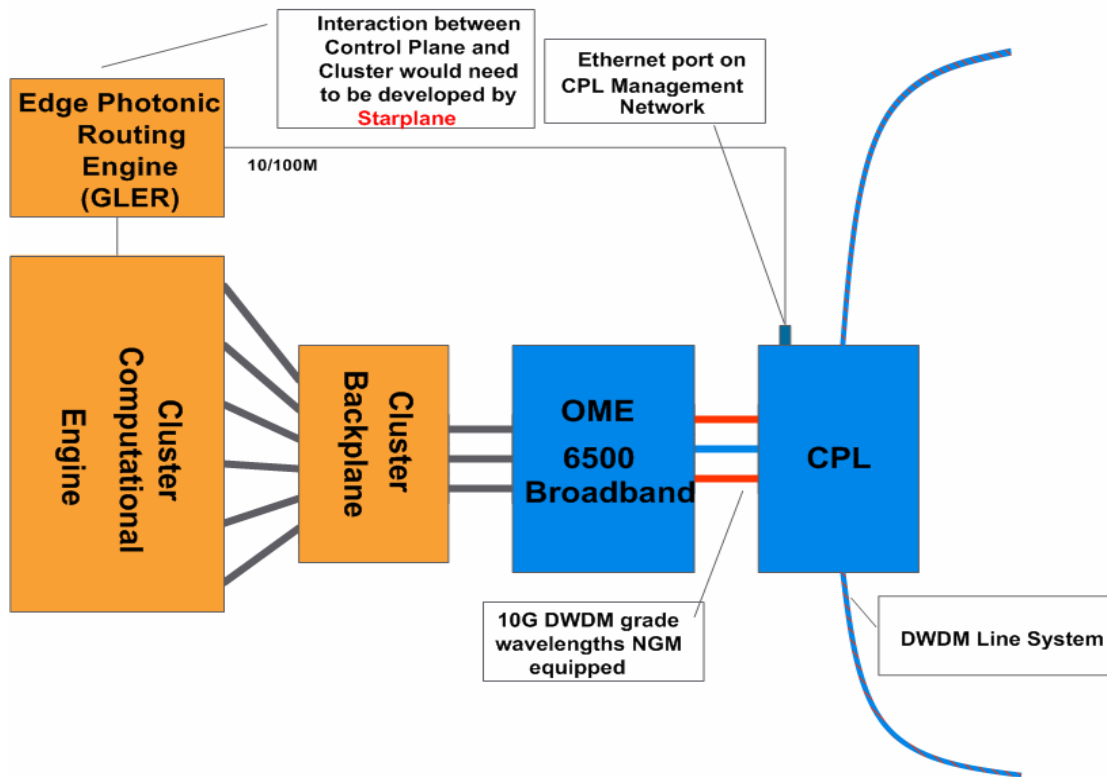 Interaction between
Control Plane and
Cluster would need
to be developed by
Starplane
Ethernet port on
CPL Management
Network
Edge Photonic
Routing
Engine
(GLER)
10/100M
Cluster
Computational
Engine
Cluster
Backplane
OME
6500
Broadband
CPL
10G DWDM grade
wavelengths NGM
equipped
DWDM Line System